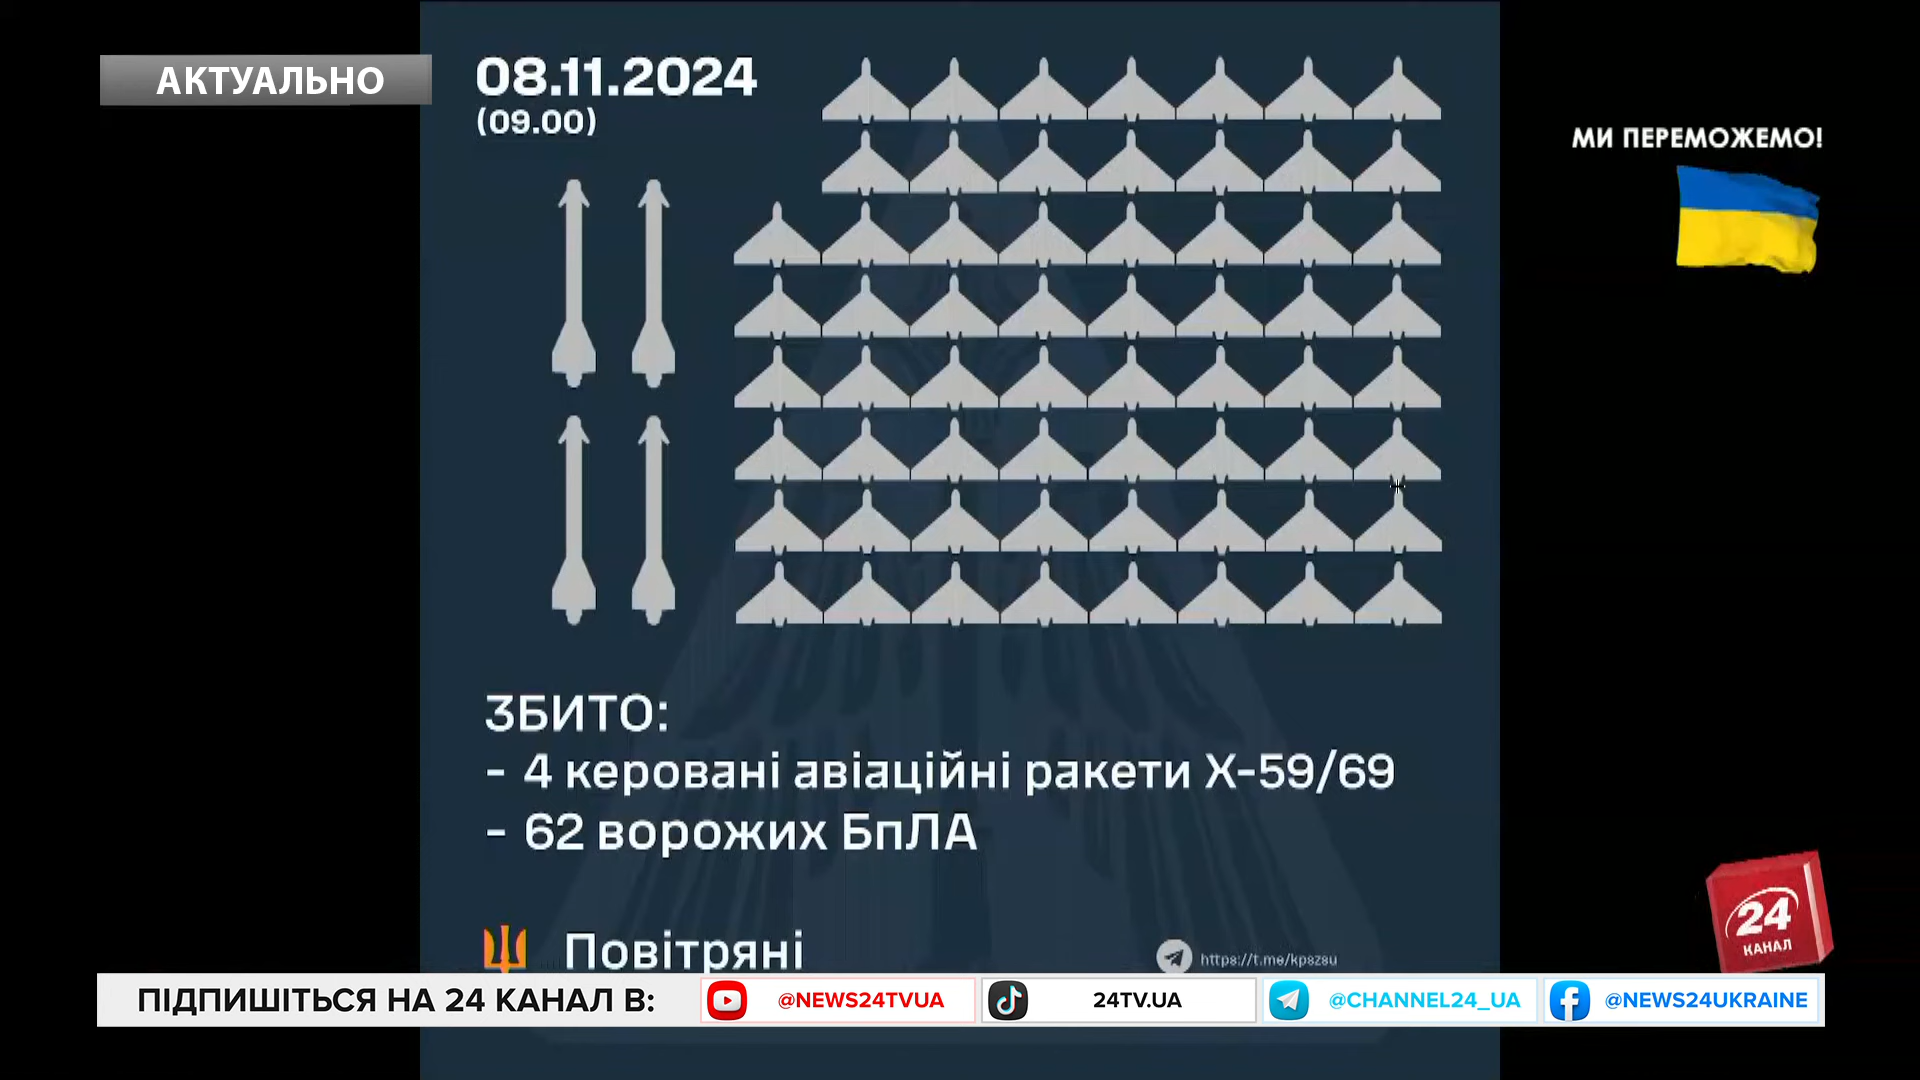 АКТУАЛЬНО
08.11.2024
(09.00)
МИ ПЕРЕМОЖЕМО!
ЗБИТО:
- 4 керовані авіаційні ракети Х-59/69
- 62 ворожих БпЛА
Повітряні
https://t.me/kpszsu
24
КАНАЛ
ПІДПИШІТЬСЯ НА 24 КАНАЛ В:
@NEWS24TVUA
24TV.UA
@CHANNEL24_UA
@NEWS24UKRAINE